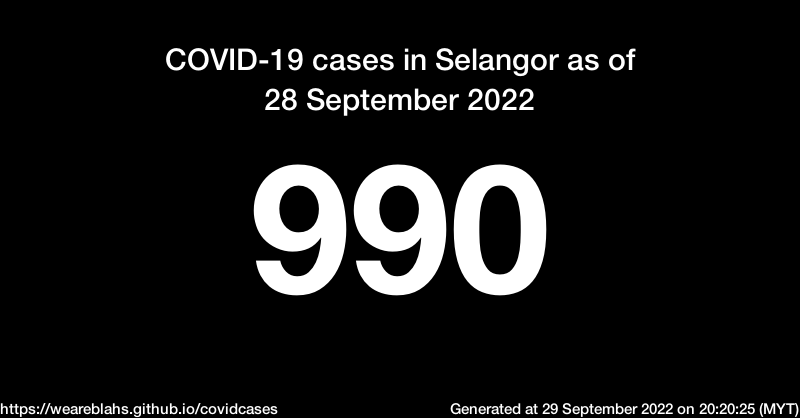 COVID-19 cases in Selangor as of
28 September 2022
990
https://weareblahs.github.io/covidcases
Generated at 29 September 2022 on 20:20:25 (MYT)